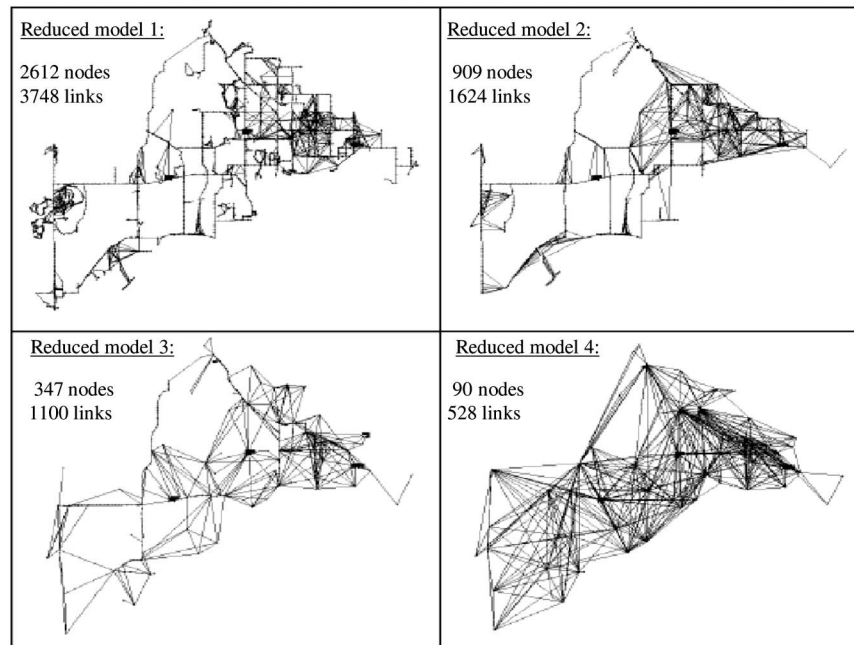 Reduced model 1:
2612 nodes
3748 links
Reduced model 2:
909 nodes
1624 links
Reduced model 3:
347 nodes
1100 links
Reduced model 4:
90 nodes
528 links